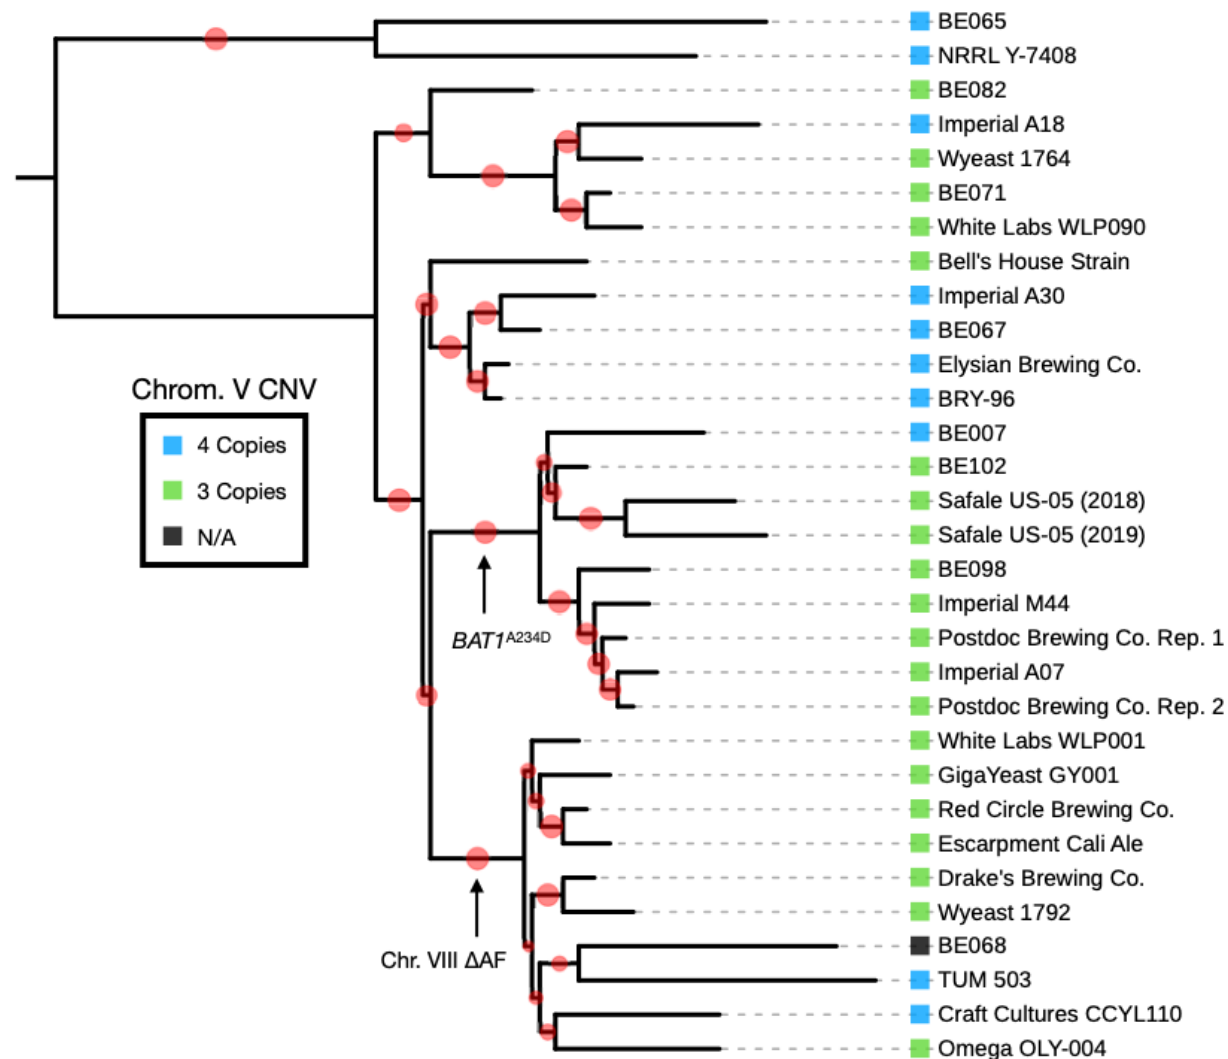 BE065
NRRL Y-7408
BE082
Imperial A18
Wyeast 1764
BE071
White Labs WLP090
Bell's House Strain
Imperial A30
BE067
Elysian Brewing Co.
BRY-96
BE007
BE102
Safale US-05 (2018)
Safale US-05 (2019)
BE098
Imperial M44
Postdoc Brewing Co. Rep. 1
Imperial A07
Postdoc Brewing Co. Rep. 2
White Labs WLP001
GigaYeast GY001
Red Circle Brewing Co.
Escarpment Cali Ale
Drake's Brewing Co.
Wyeast 1792
BE068
TUM 503
Craft Cultures CCYL110
Omega OLY-004
Chrom. V CNV
4 Copies
3 Copies
N/A
BAT1A234D
Chr. VIII ΔAF